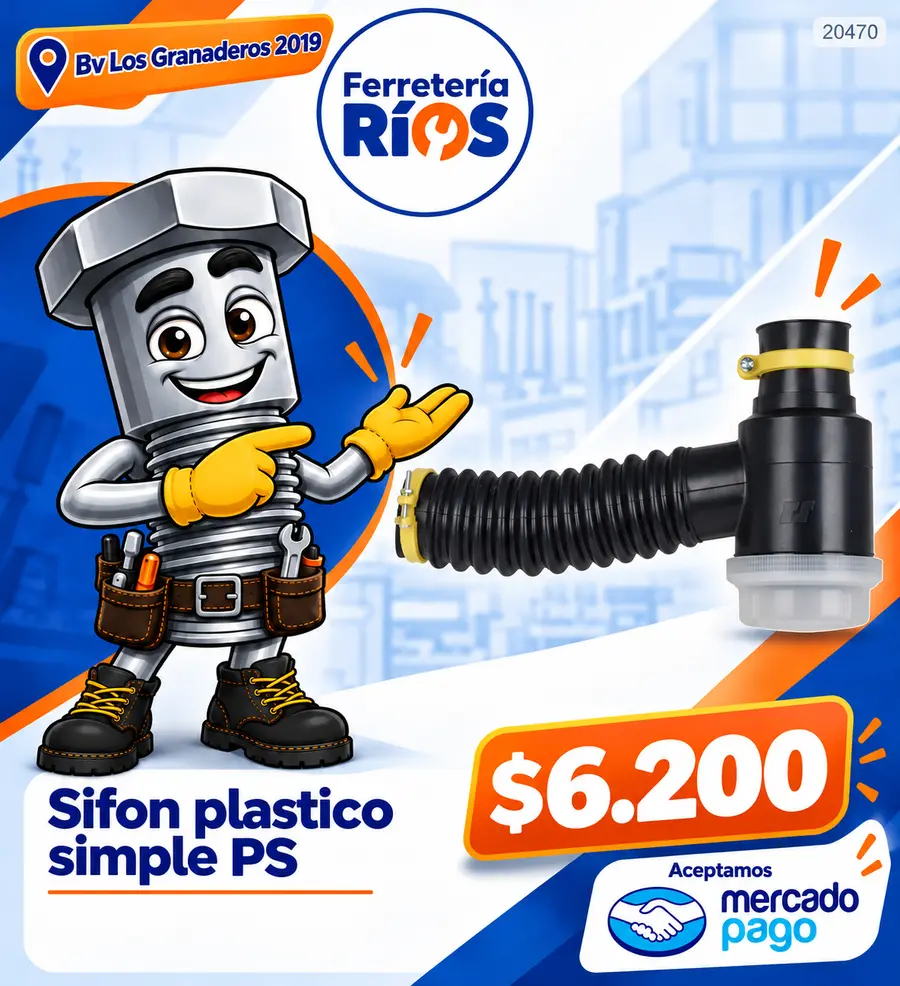 Bv Los Granaderos 2019
Ferretería
RÍOS
20470
Sifon plastico
simple PS
$6.200
Aceptamos
mercado
pago